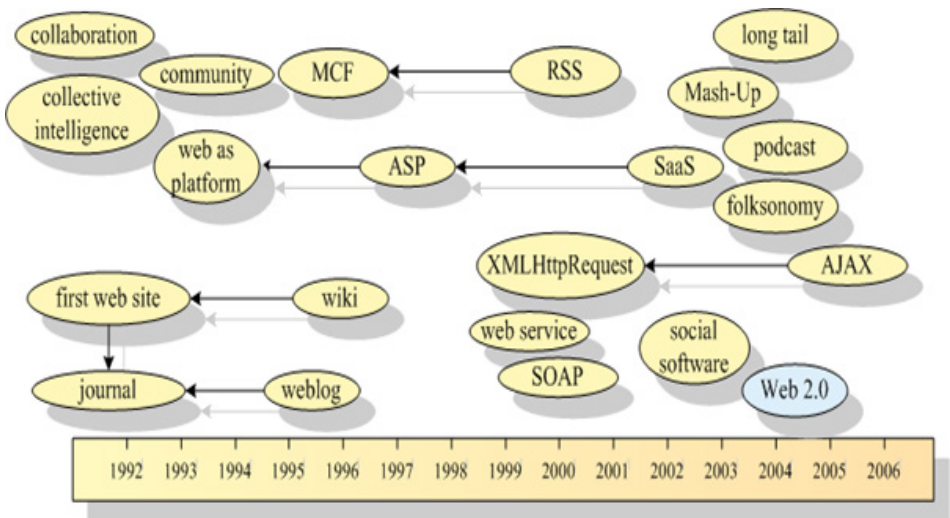 collaboration
community
MCF
RSS
long tail
Mash-Up
collective
intelligence
web as
platform
ASP
SaaS
podcast
folksonomy
XMLHttpRequest
AJAX
first web site
wiki
web service
social
software
SOAP
journal
weblog
Web 2.0
1992 1993 1994 1995 1996 1997 1998 1999 2000 2001 2002 2003 2004 2005 2006